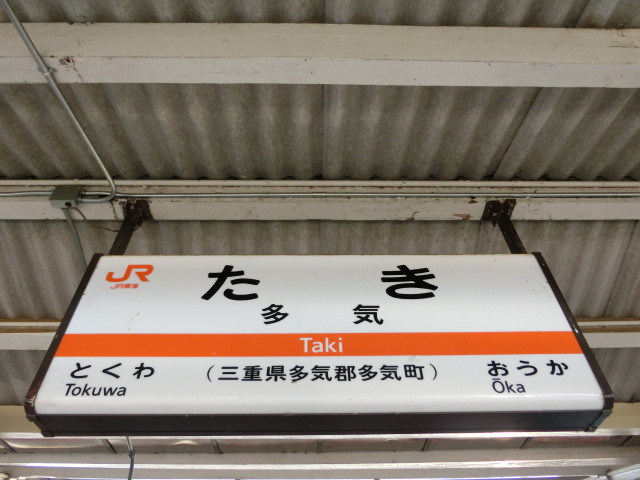 JR
JR東海
たき
多気
Taki
とくわ
Tokuwa
(三重県多気郡多気町)
おうか
Ōka